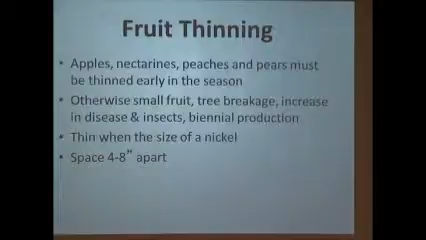 Fruit Thinning
• Apples, nectarines, peaches and pears must
be thinned early in the season
• Otherwise small fruit, tree breakage, increase
in disease & insects, biennial production
• Thin when the size of a nickel
• Space 4-8" apart